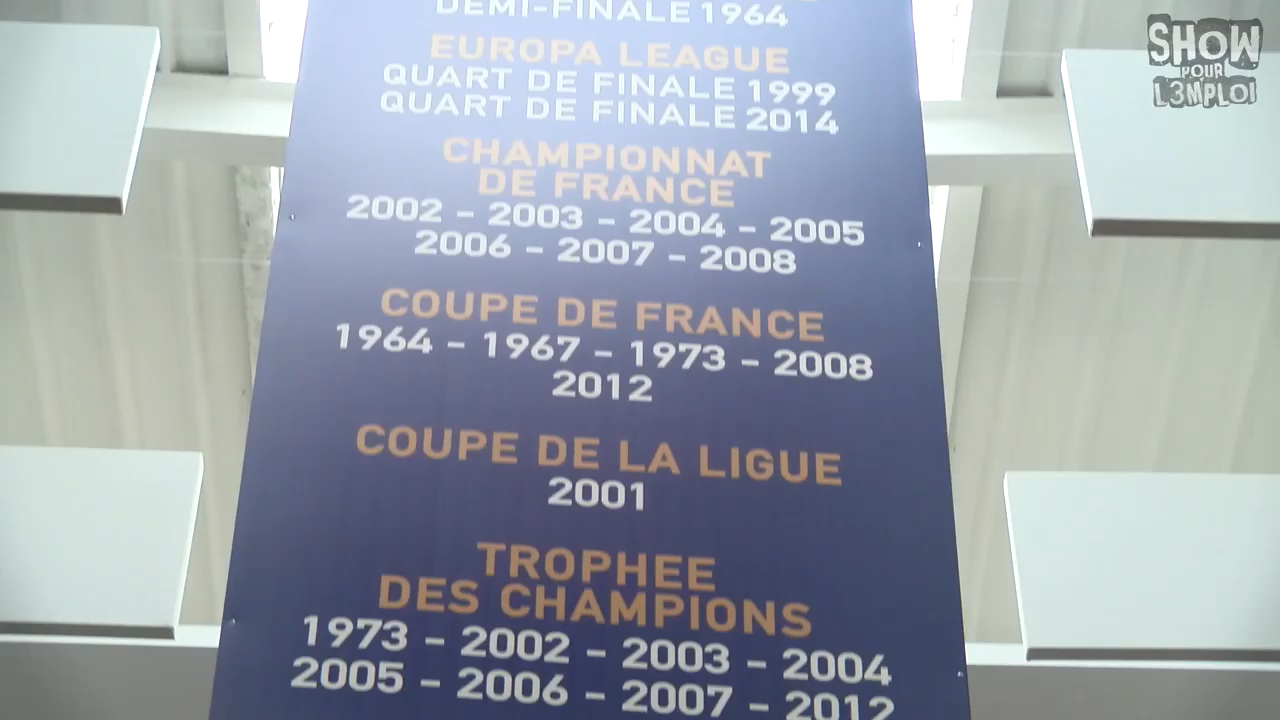 DEMI-FINALE 1964
EUROPA LEAGUE
QUART DE FINALE 1999
QUART DE FINALE 2014
CHAMPIONNAT
DE FRANCE
2002 - 2003 - 2004 - 2005
2006 - 2007 - 2008
COUPE DE FRANCE
1964 - 1967 - 1973 - 2008
2012
COUPE DE LA LIGUE
2001
TROPHEE
DES CHAMPIONS
1973 - 2002 - 2003 - 2004
2005 - 2006 - 2007 - 2012
SHOW
POUR
L3MPLOI